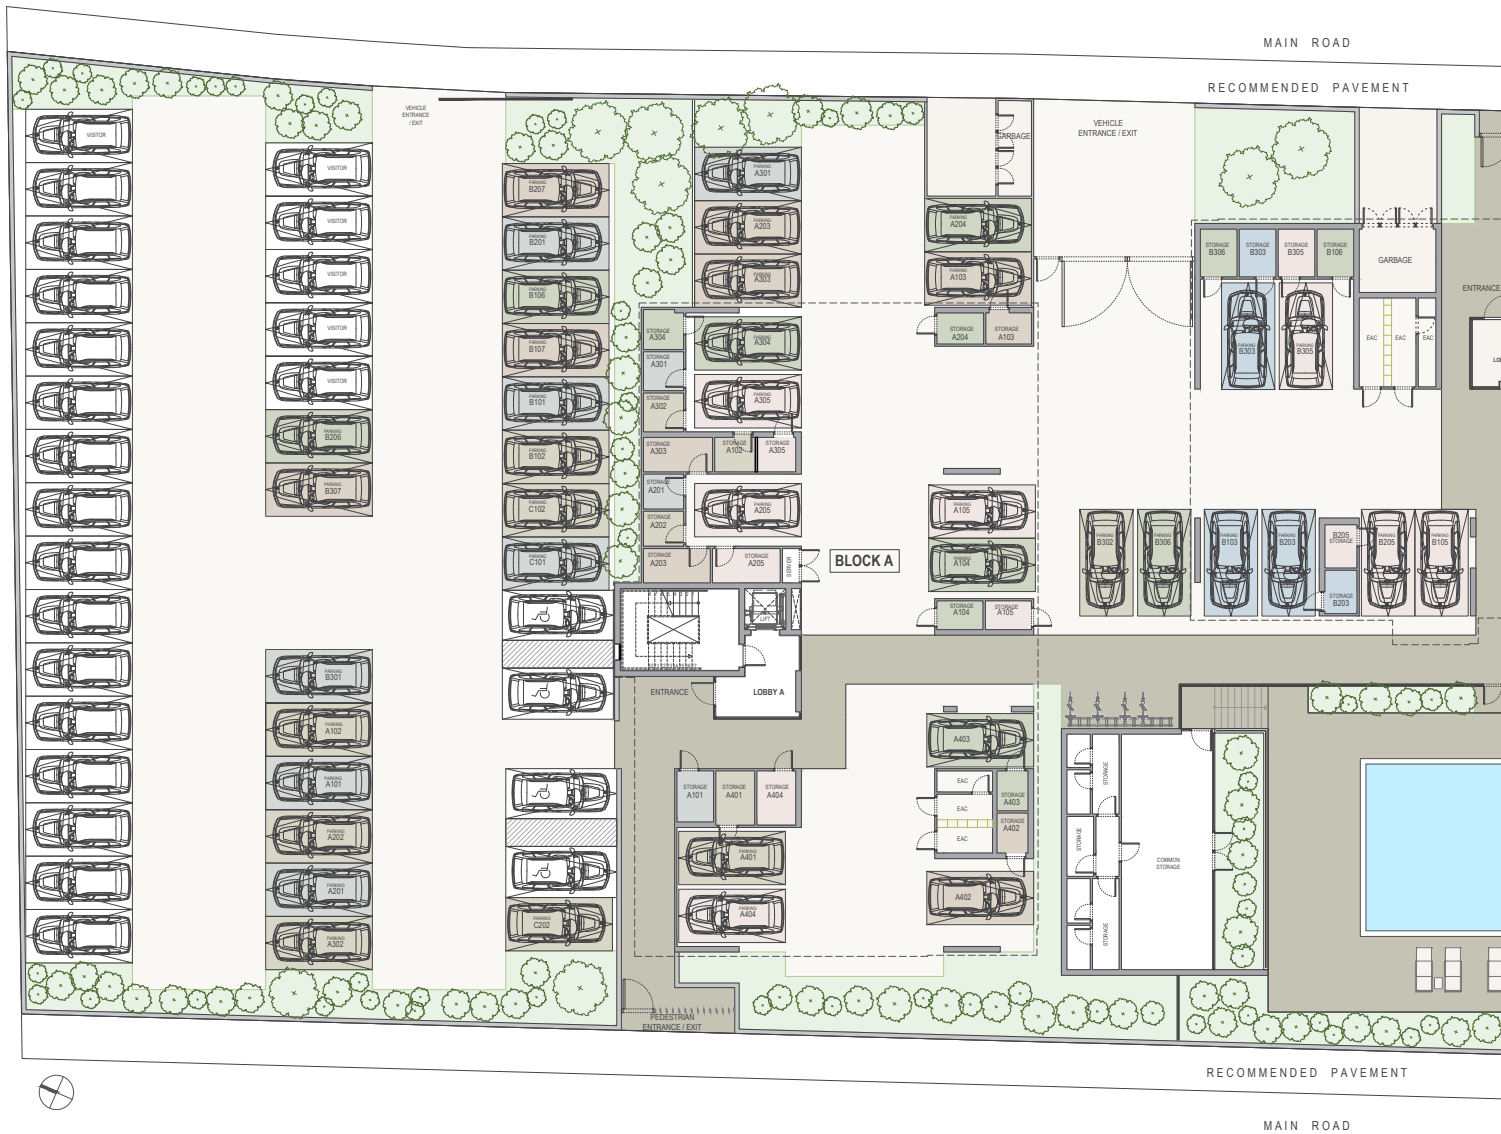 MAIN ROAD
RECOMMENDED PAVEMENT
VEHICLE
ENTRANCE
/ EXIT
VEHICLE
ENTRANCE / EXIT
GARBAGE
VISITOR
VISITOR
VISITOR
VISITOR
VISITOR
VISITOR
PARKING
B206
PARKING
B307
PARKING
B301
PARKING
A102
PARKING
A101
PARKING
A202
PARKING
A201
PARKING
A302
PARKING
B207
PARKING
B201
PARKING
B106
PARKING
B107
PARKING
B101
PARKING
B102
PARKING
C102
PARKING
C101
PARKING
C202
PARKING
A301
PARKING
A203
PARKING
A303
PARKING
A304
PARKING
A305
PARKING
A205
STORAGE
A304
STORAGE
A301
STORAGE
A302
STORAGE
A303
STORAGE
A102
STORAGE
A305
STORAGE
A201
STORAGE
A202
STORAGE
A203
STORAGE
A205
SERVER
BLOCK A
LIFT
LOBBY A
ENTRANCE
STORAGE
A101
STORAGE
A401
STORAGE
A404
PARKING
A401
PARKING
A404
PEDESTRIAN
ENTRANCE / EXIT
PARKING
A204
PARKING
A103
STORAGE
A204
STORAGE
A103
PARKING
A105
PARKING
A104
STORAGE
A104
STORAGE
A105
PARKING
A403
EAC
EAC
EAC
STORAGE
A403
STORAGE
A402
PARKING
A402
STORAGE
B306
STORAGE
B303
STORAGE
B305
STORAGE
B106
GARBAGE
ENTRANCE
PARKING
B303
PARKING
B305
EAC
EAC
EAC
PARKING
B302
PARKING
B306
PARKING
B103
PARKING
B203
B205
STORAGE
STORAGE
B203
PARKING
B205
PARKING
B105
STORAGE
STORAGE
STORAGE
COMMON
STORAGE
RECOMMENDED PAVEMENT
MAIN ROAD